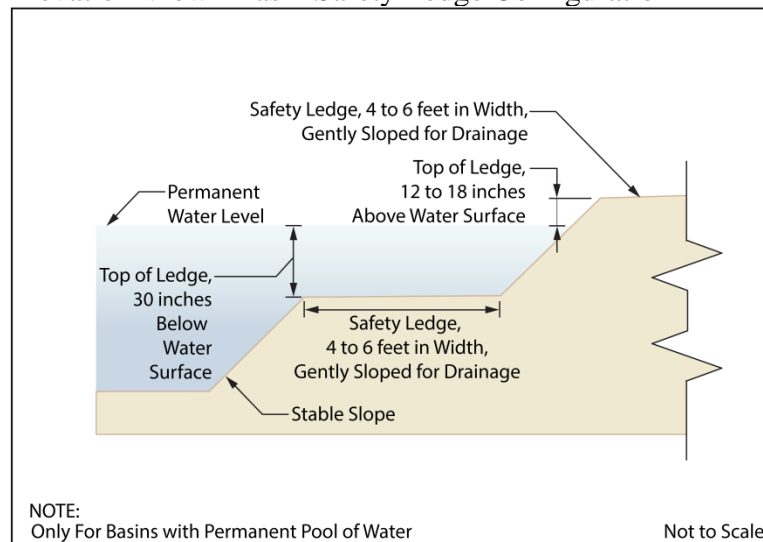 Safety Ledge, 4 to 6 feet in Width,
Gently Sloped for Drainage
Top of Ledge,
12 to 18 inches
Above Water Surface
Permanent
Water Level
Top of Ledge,
30 inches
Below
Water
Surface
Safety Ledge,
4 to 6 feet in Width,
Gently Sloped for Drainage
Stable Slope
NOTE:
Only For Basins with Permanent Pool of Water
Not to Scale